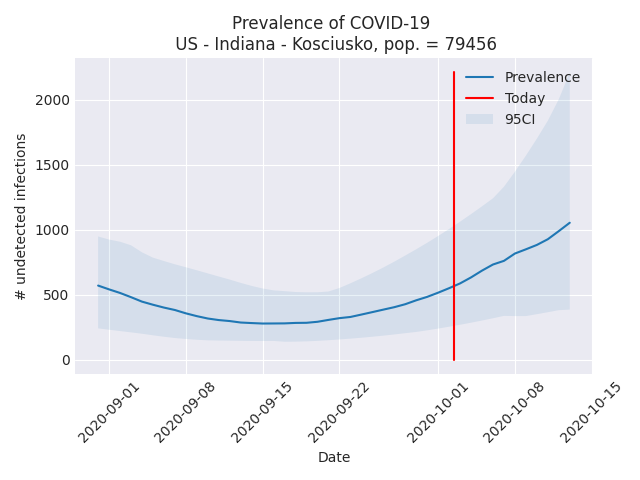 Prevalence of COVID-19
US - Indiana - Kosciusko, pop. = 79456
Prevalence
Today
95CI
# undetected infections
2000
1500
1000
500
0
2020-09-01
2020-09-08
2020-09-15
2020-09-22
2020-10-01
2020-10-08
2020-10-15
Date